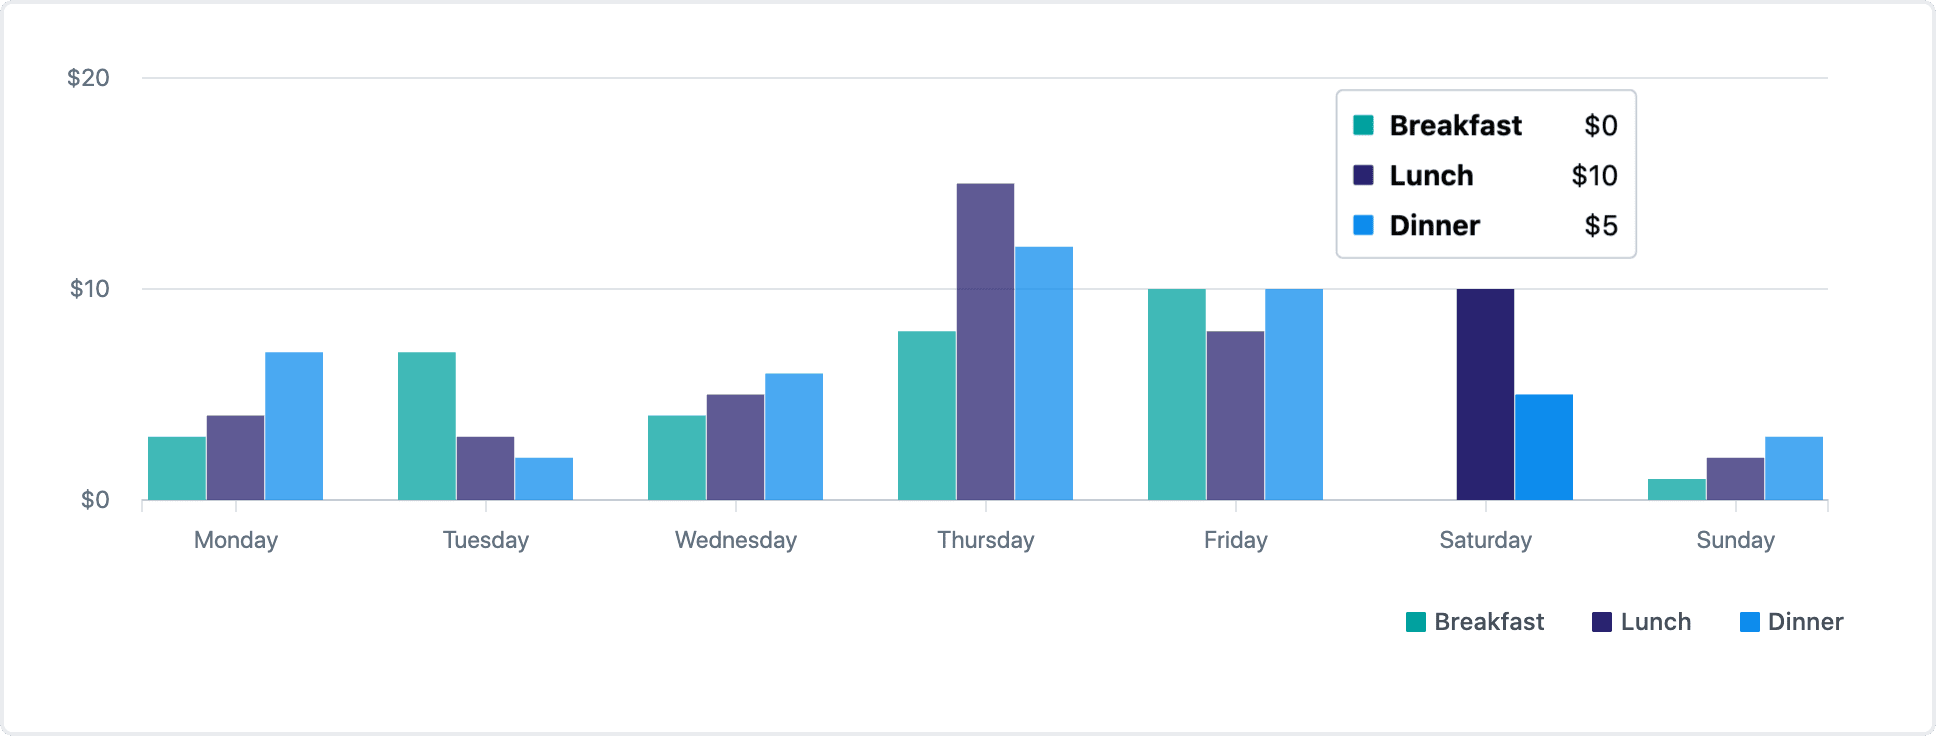 $20
Breakfast $0
Lunch $10
Dinner $5
$10
$0
Monday Tuesday Wednesday Thursday Friday Saturday Sunday
Breakfast Lunch Dinner